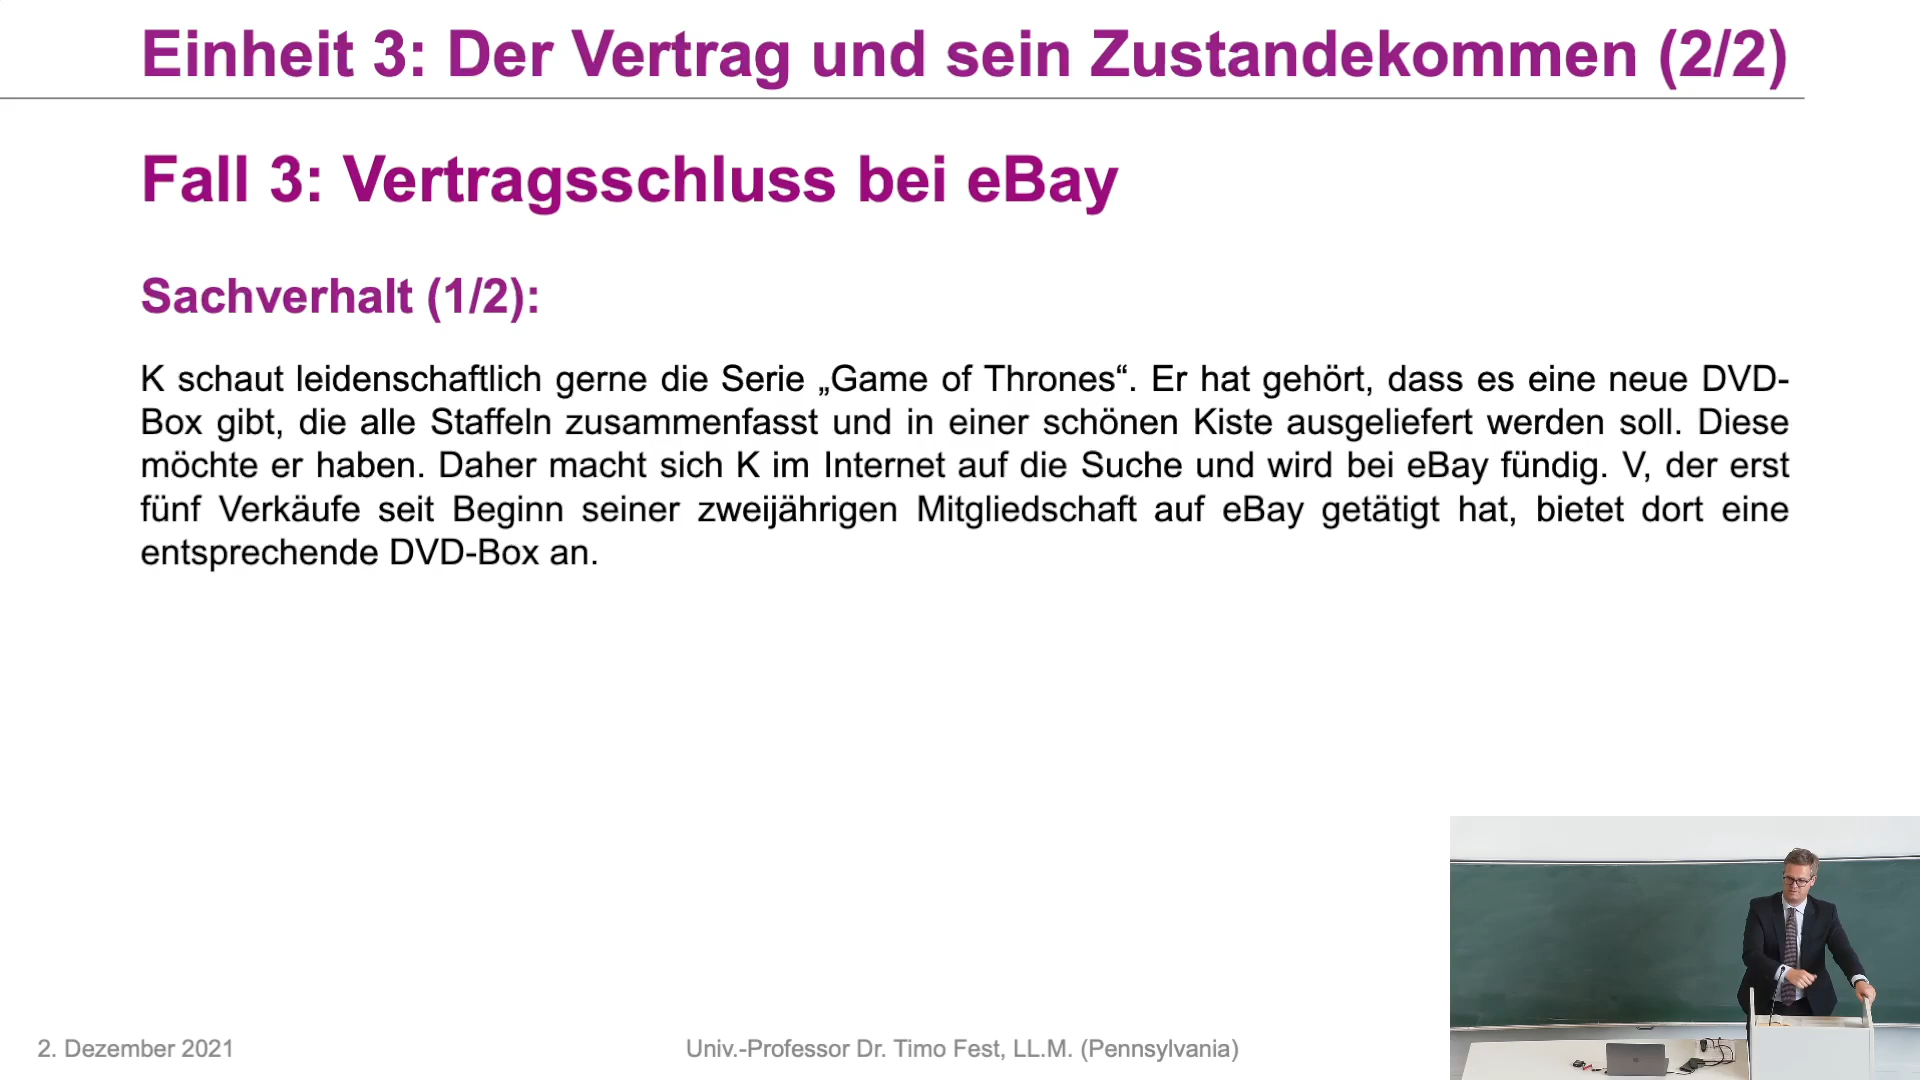 Einheit 3: Der Vertrag und sein Zustandekommen (2/2)
Fall 3: Vertragsschluss bei eBay
Sachverhalt (1/2):
K schaut leidenschaftlich gerne die Serie „Game of Thrones“. Er hat gehört, dass es eine neue DVD-
Box gibt, die alle Staffeln zusammenfasst und in einer schönen Kiste ausgeliefert werden soll. Diese
möchte er haben. Daher macht sich K im Internet auf die Suche und wird bei eBay fündig. V, der erst
fünf Verkäufe seit Beginn seiner zweijährigen Mitgliedschaft auf eBay getätigt hat, bietet dort eine
entsprechende DVD-Box an.
2. Dezember 2021
Univ.-Professor Dr. Timo Fest, LL.M. (Pennsylvania)